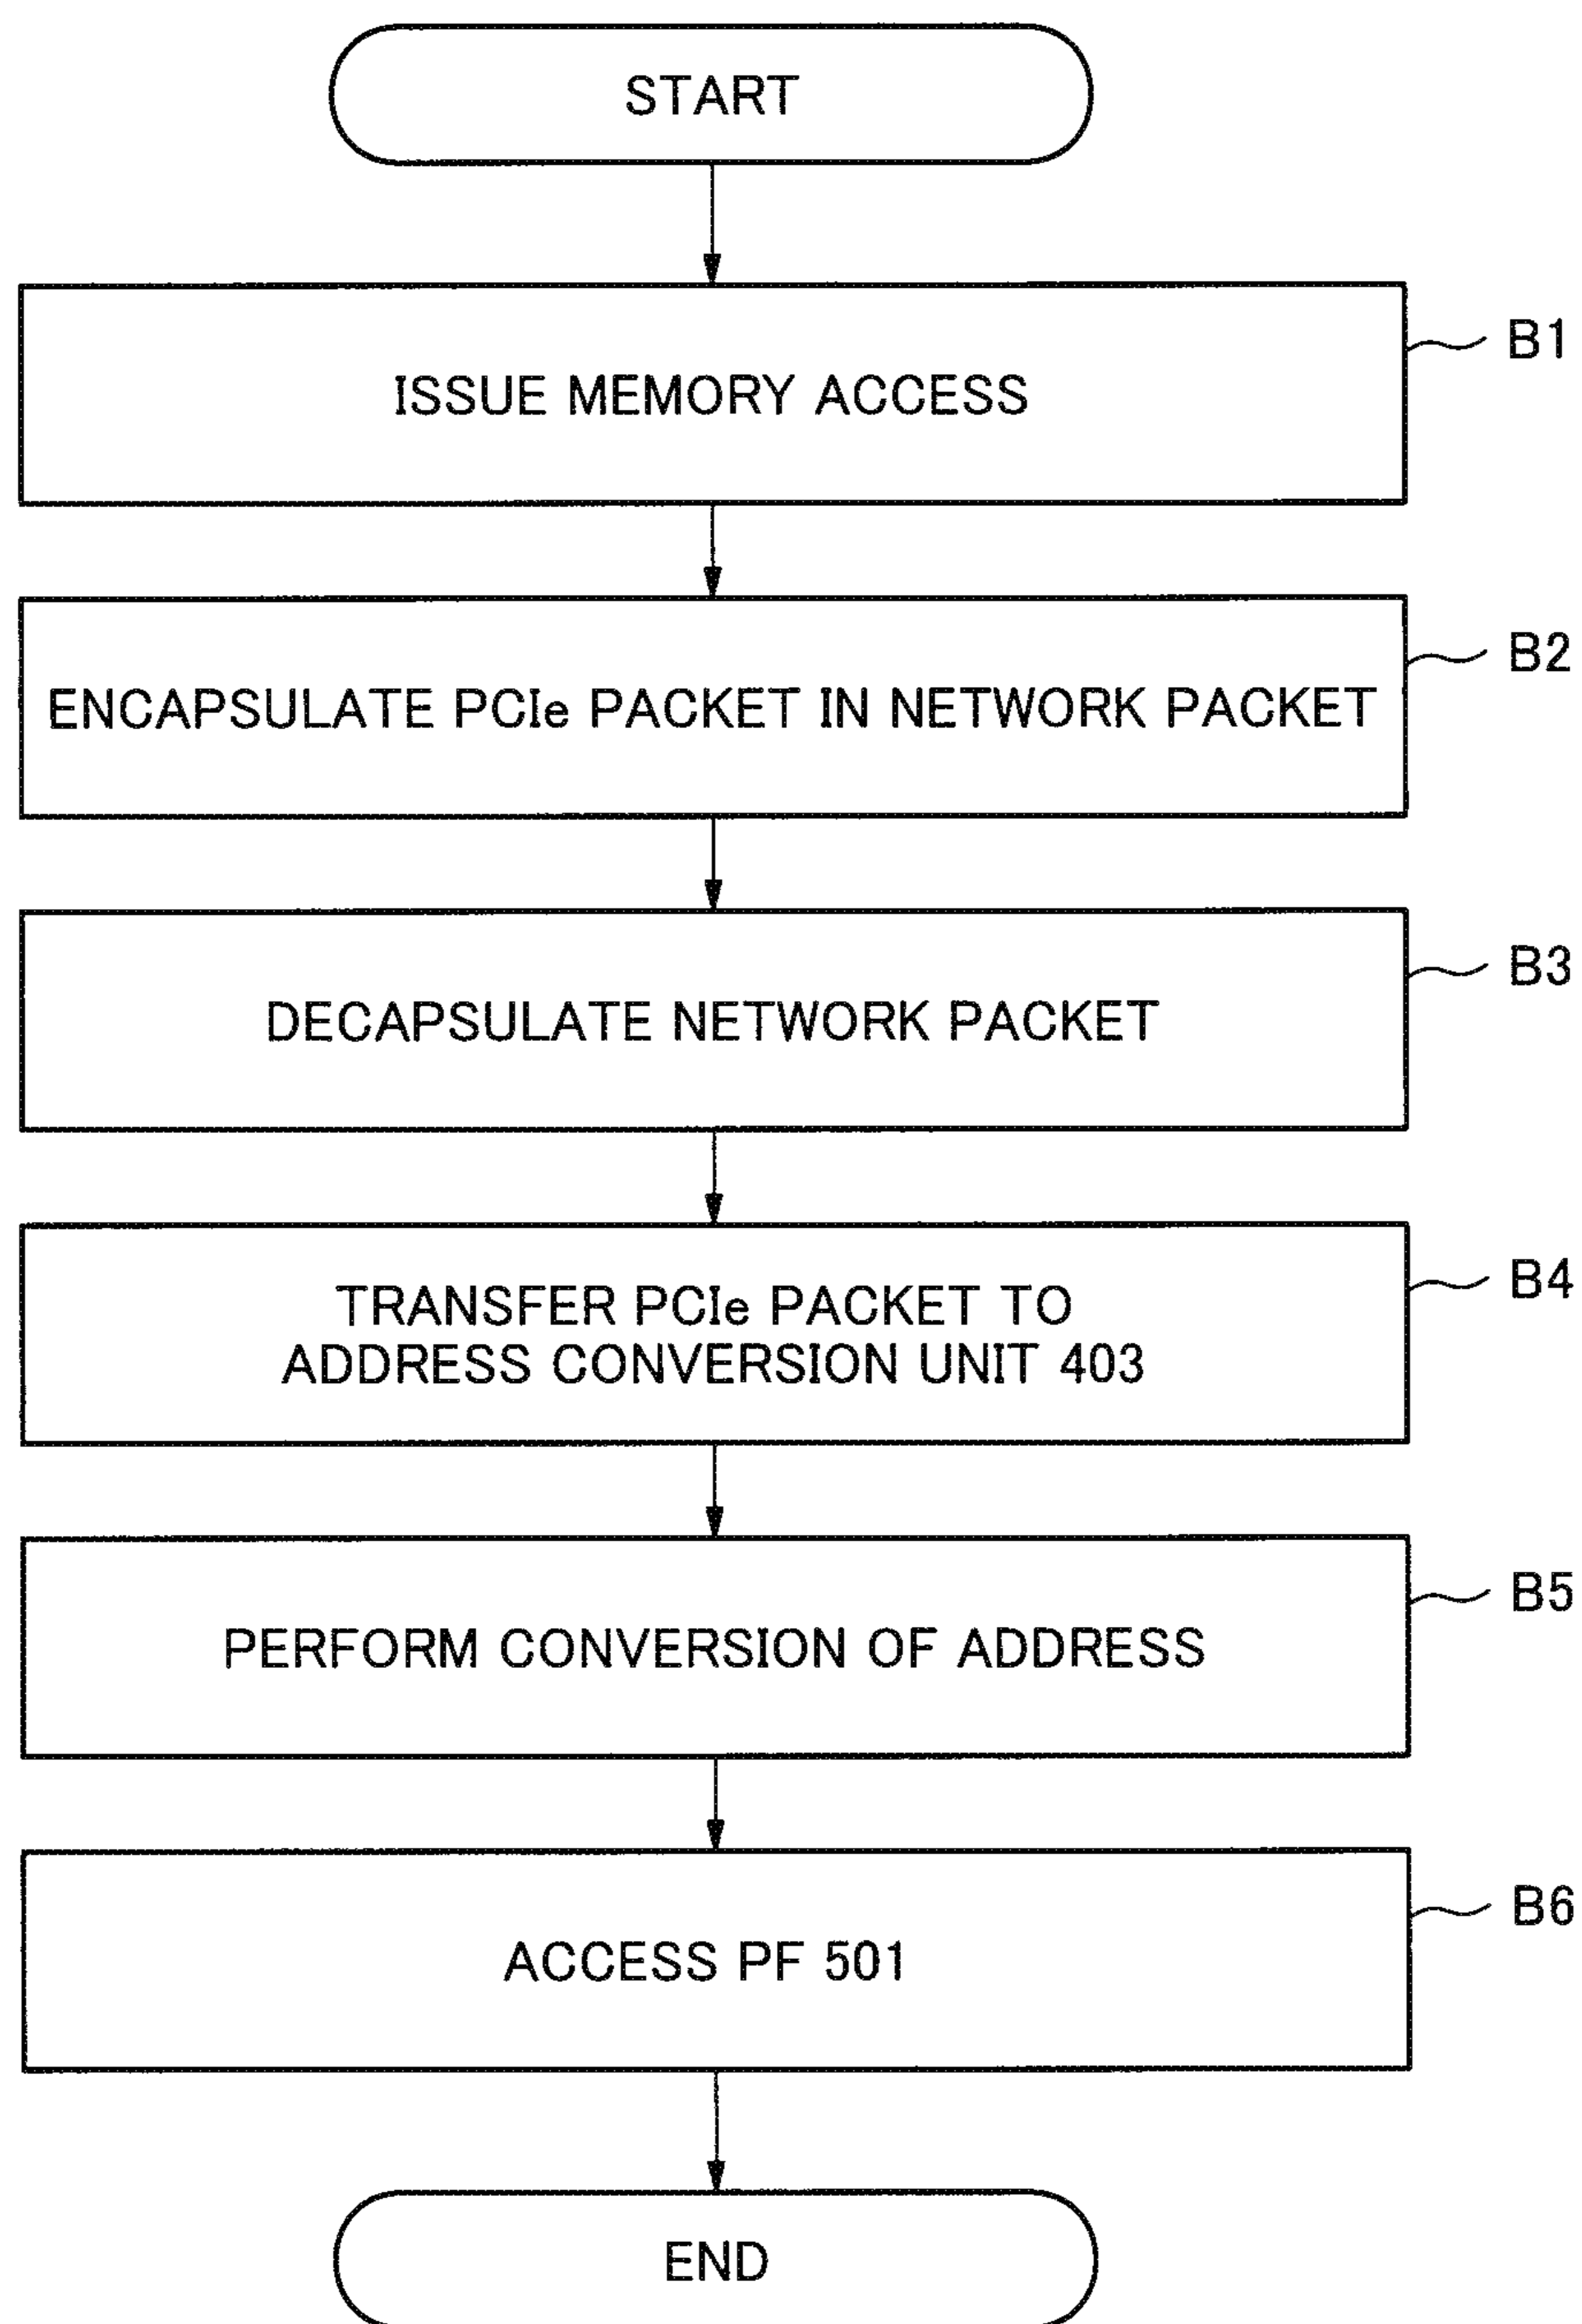 START
ISSUE MEMORY ACCESS
B1
ENCAPSULATE PCIe PACKET IN NETWORK PACKET
B2
DECAPSULATE NETWORK PACKET
B3
TRANSFER PCIe PACKET TO
ADDRESS CONVERSION UNIT 403
B4
PERFORM CONVERSION OF ADDRESS
B5
ACCESS PF 501
B6
END